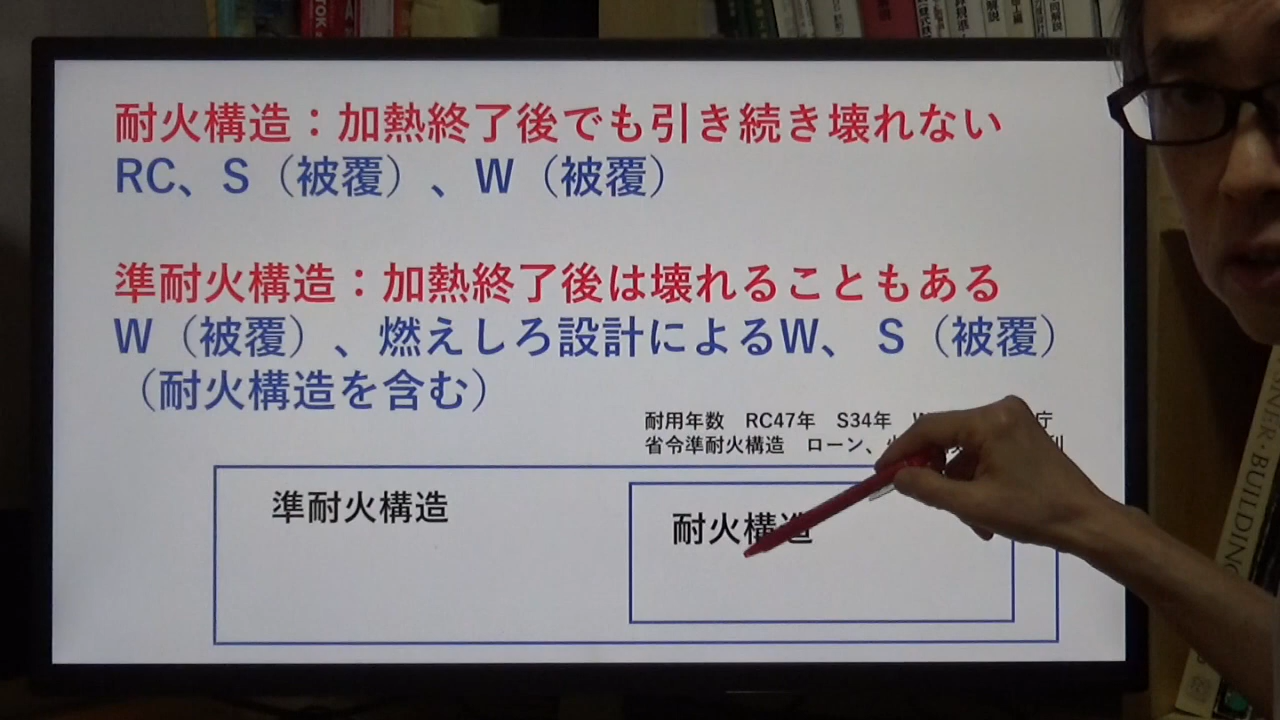 耐火構造：加熱終了後でも引き続き壊れない
RC、S（被覆）、W（被覆）
準耐火構造：加熱終了後は壊れることもある
W（被覆）、燃えしろ設計によるW、S（被覆）
（耐火構造を含む）
耐用年数　RC47年　S34年　W 庁
省令準耐火構造　ローン、
準耐火構造
耐火構造
BUILDING